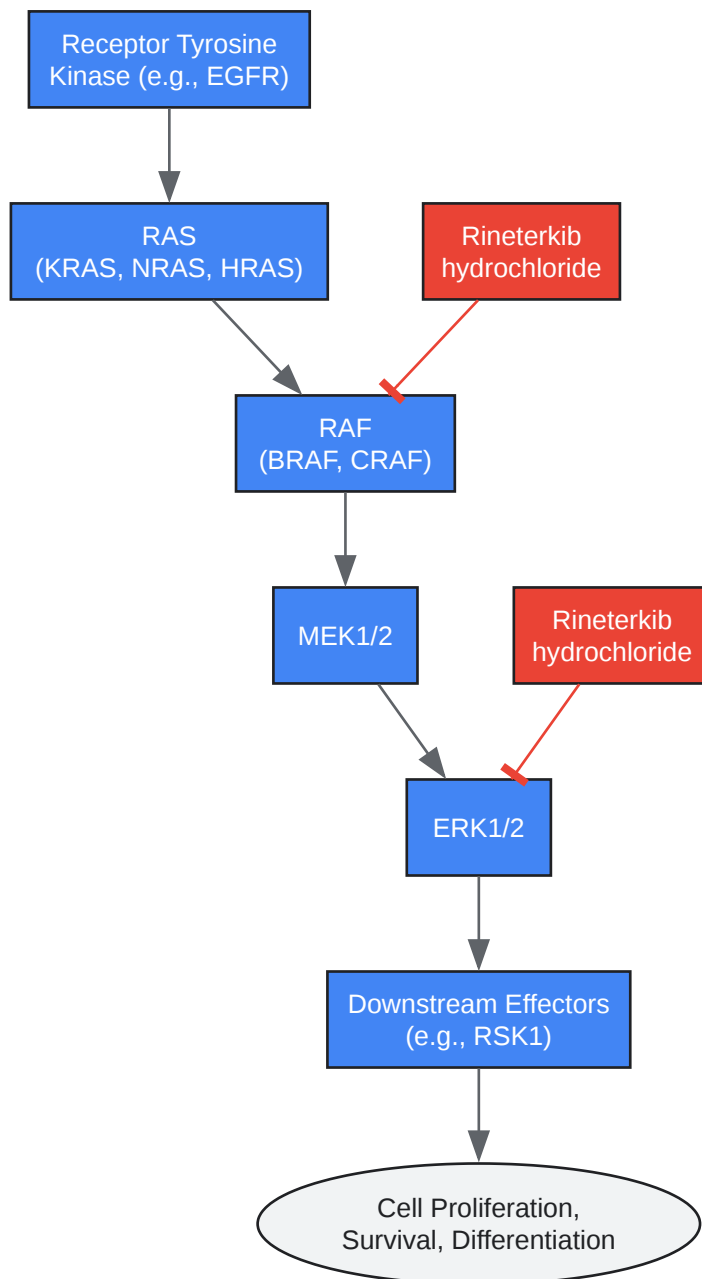 Receptor Tyrosine
Kinase (e.g., EGFR)
RAS
(KRAS, NRAS, HRAS)
Rineterkib
hydrochloride
RAF
(BRAF, CRAF)
MEK1/2
Rineterkib
hydrochloride
ERK1/2
Downstream Effectors
(e.g., RSK1)
Cell Proliferation,
Survival, Differentiation